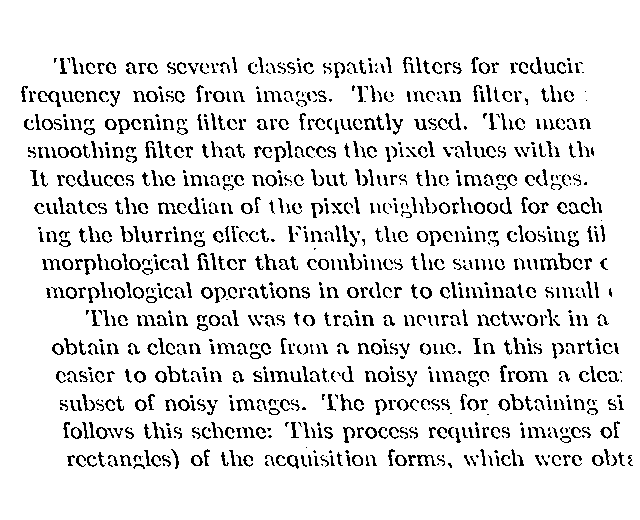 There are several classic spatial filters for reducin
frequency noise from images. The mean filter, the
closing opening filter are frequently used. The mean
smoothing filter that replaces the pixel values with the
It reduces the image noise but blurs the image edges.
culates the median of the pixel neighborhood for each
ing the blurring effect. Finally, the opening closing fil
morphological filter that combines the same number
morphological operations in order to eliminate small
The main goal was to train a neural network in a
obtain a clean image from a noisy one. In this partic
easier to obtain a simulated noisy image from a clea
subset of noisy images. The process for obtaining si
follows this scheme: This process requires images of
rectangles) of the acquisition forms, which were obta